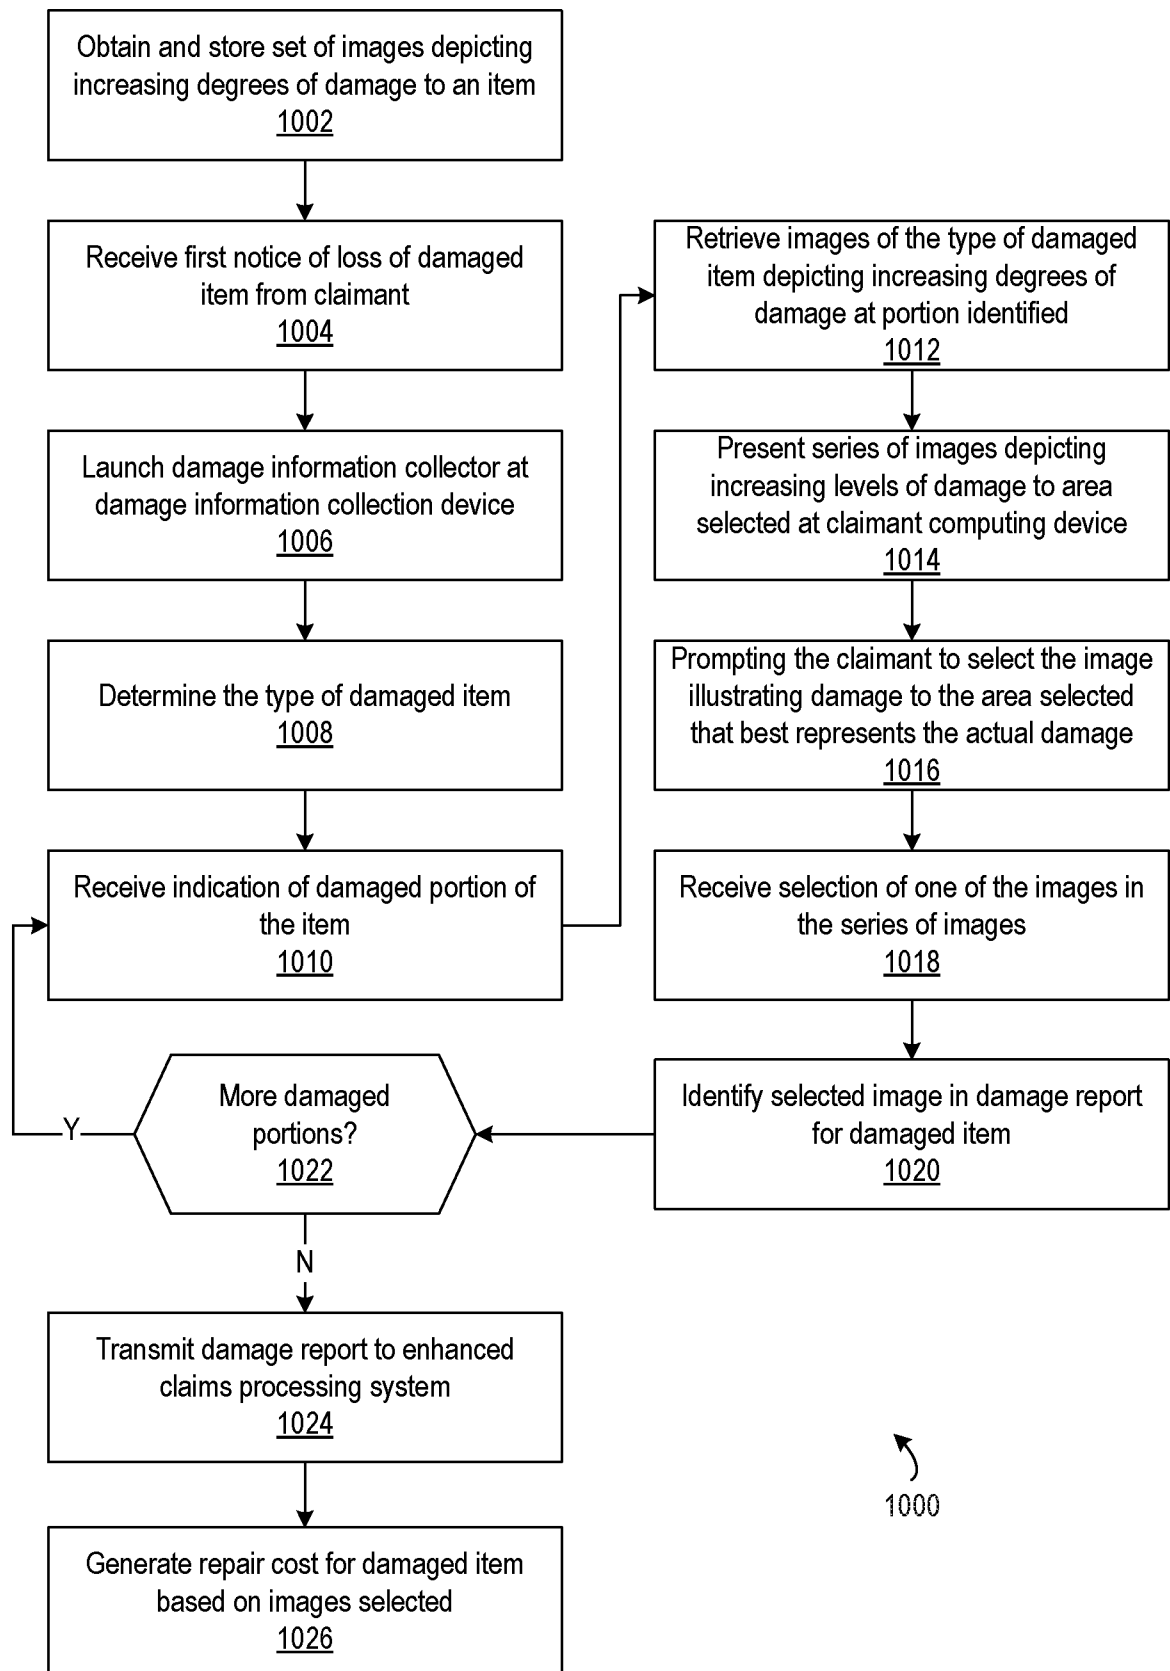 Obtain and store set of images depicting
increasing degrees of damage to an item
1002
Receive first notice of loss of damaged
item from claimant
1004
Launch damage information collector at
damage information collection device
1006
Determine the type of damaged item
1008
Receive indication of damaged portion of
the item
1010
Retrieve images of the type of damaged
item depicting increasing degrees of
damage at portion identified
1012
Present series of images depicting
increasing levels of damage to area
selected at claimant computing device
1014
Prompting the claimant to select the image
illustrating damage to the area selected
that best represents the actual damage
1016
Receive selection of one of the images in
the series of images
1018
Identify selected image in damage report
for damaged item
1020
More damaged
portions?
1022
Y
N
Transmit damage report to enhanced
claims processing system
1024
Generate repair cost for damaged item
based on images selected
1026
1000